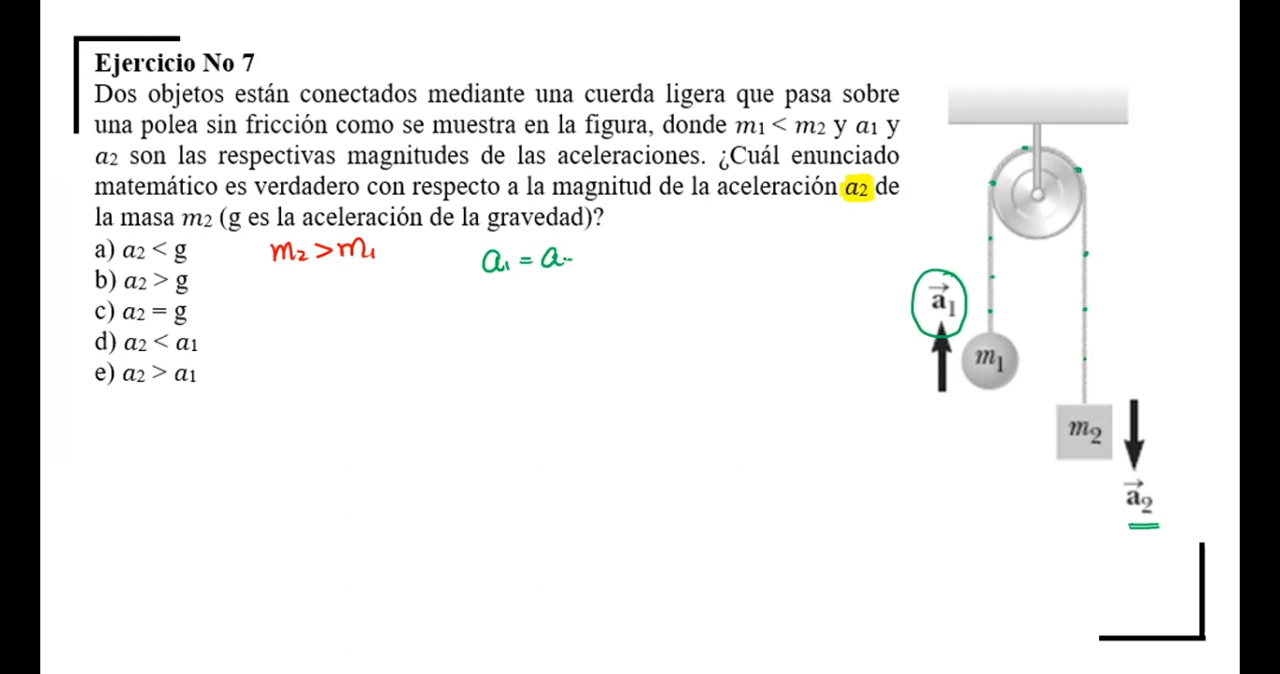 Ejercicio No 7
Dos objetos están conectados mediante una cuerda ligera que pasa sobre
una polea sin fricción como se muestra en la figura, donde m1 < m2 y a1 y
a2 son las respectivas magnitudes de las aceleraciones. ¿Cuál enunciado
matemático es verdadero con respecto a la magnitud de la aceleración a2 de
la masa m2 (g es la aceleración de la gravedad)?
a) a2 < g
b) a2 > g
c) a2 = g
d) a2 < a1
e) a2 > a1
m2 > m1
a1 = a
a1
m1
m2
a2